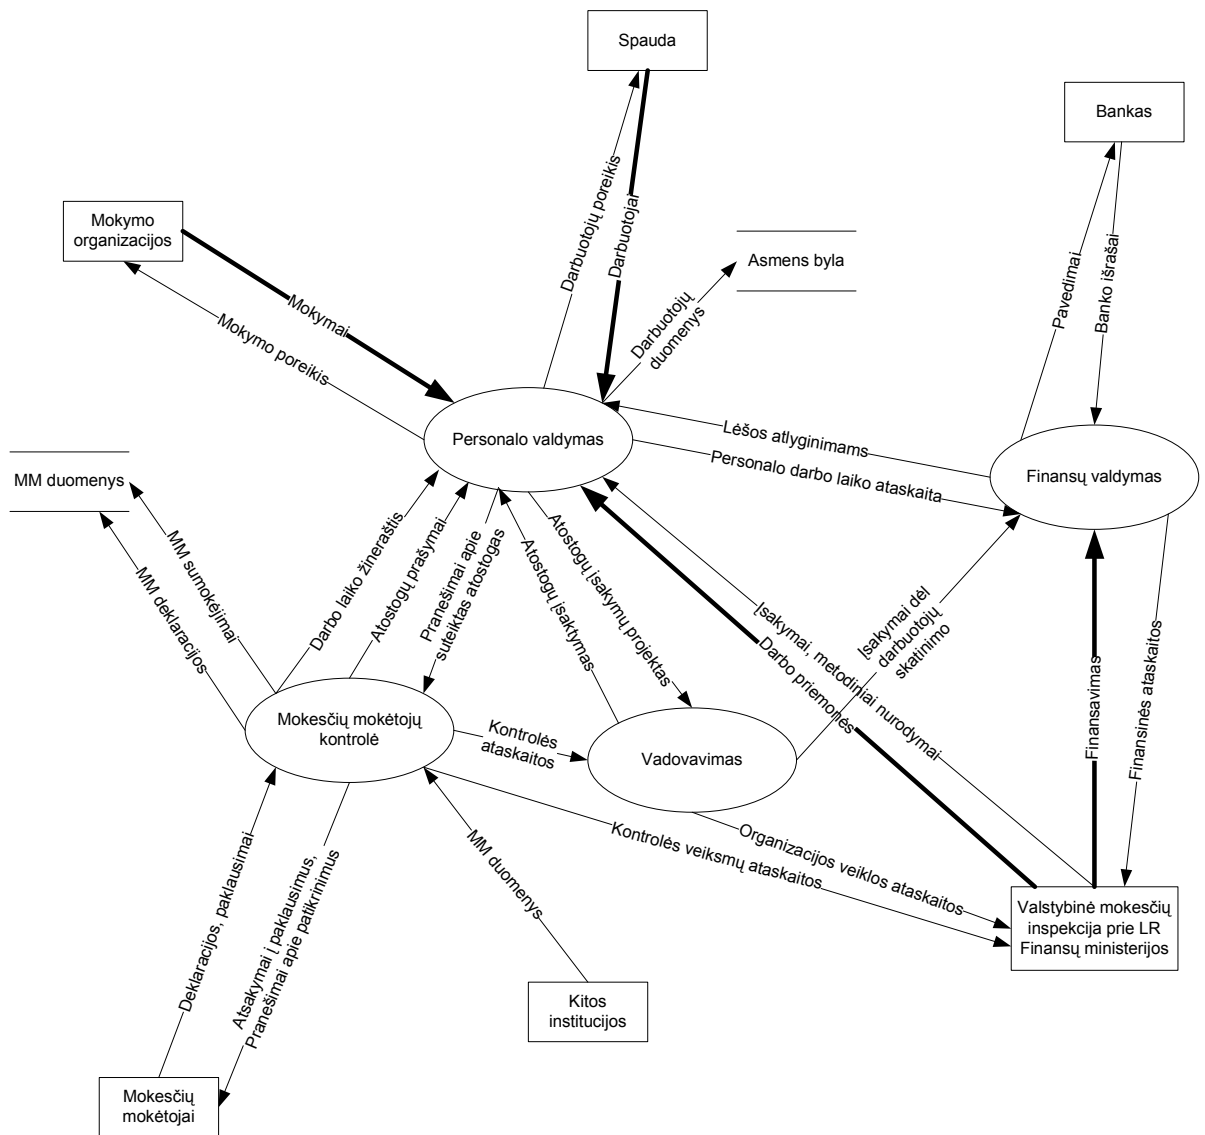 Spauda
Bankas
Mokymo
organizacijos
Darbuotojų poreikis
Darbuotojai
Asmens byla
Pavedimai
Banko išrašai
Mokymai
Mokymo poreikis
Darbuotojų
duomenys
Personalo valdymas
Lėšos atlyginimams
Personalo darbo laiko ataskaita
Finansų valdymas
MM duomenys
MM sumokėjimai
MM deklaracijos
Darbo laiko žineraštis
Atostogų prašymai
Pranešimai apie
suteiktas atostogas
Atostogų įsaktymas
Atostogų įsakymų projektas
Įsakymai, metodiniai nurodymai
Darbo priemonės
Įsakymai dėl
darbuotojų
skatinimo
Finansavimas
Finansinės ataskaitos
Mokesčių mokėtojų
kontrolė
Kontrolės
ataskaitos
Vadovavimas
Organizacijos veiklos ataskaitos
Kontrolės veiksmų ataskaitos
Deklaracijos, paklausimai
Atsakymai į paklausimus,
Pranešimai apie patikrinimus
MM duomenys
Valstybinė mokesčių
inspekcija prie LR
Finansų ministerijos
Kitos
institucijos
Mokesčių
mokėtojai